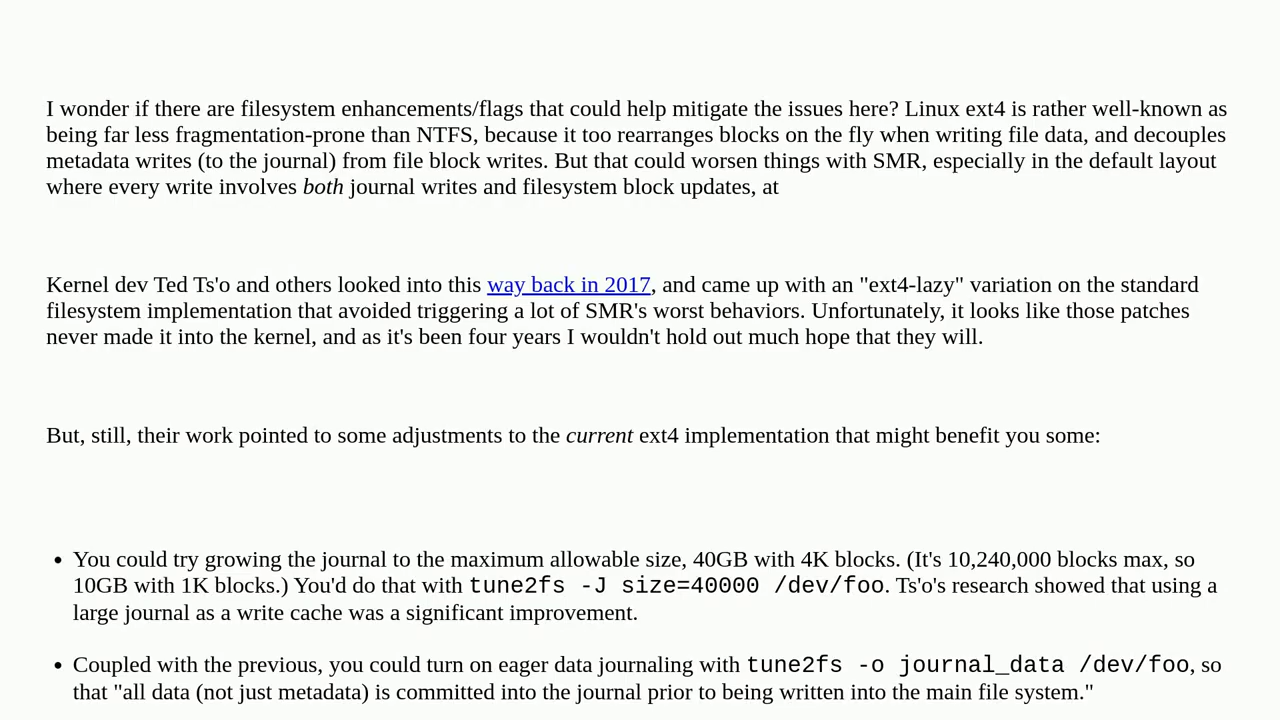 I wonder if there are filesystem enhancements/flags that could help mitigate the issues here? Linux ext4 is rather well-known as
being far less fragmentation-prone than NTFS, because it too rearranges blocks on the fly when writing file data, and decouples
metadata writes (to the journal) from file block writes. But that could worsen things with SMR, especially in the default layout
where every write involves both journal writes and filesystem block updates, at
Kernel dev Ted Ts'o and others looked into this way back in 2017, and came up with an "ext4-lazy" variation on the standard
filesystem implementation that avoided triggering a lot of SMR's worst behaviors. Unfortunately, it looks like those patches
never made it into the kernel, and as it's been four years I wouldn't hold out much hope that they will.
But, still, their work pointed to some adjustments to the current ext4 implementation that might benefit you some:
• You could try growing the journal to the maximum allowable size, 40GB with 4K blocks. (It's 10,240,000 blocks max, so
10GB with 1K blocks.) You'd do that with tune2fs -J size=40000 /dev/foo. Ts'o's research showed that using a
large journal as a write cache was a significant improvement.
• Coupled with the previous, you could turn on eager data journaling with tune2fs -o journal_data /dev/foo, so
that "all data (not just metadata) is committed into the journal prior to being written into the main file system."